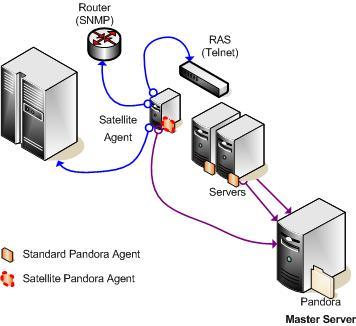 Router
(SNMP)
RAS
(Telnet)
Satellite
Agent
Servers
Standard Pandora Agent
Satellite Pandora Agent
Pandora
Master Server